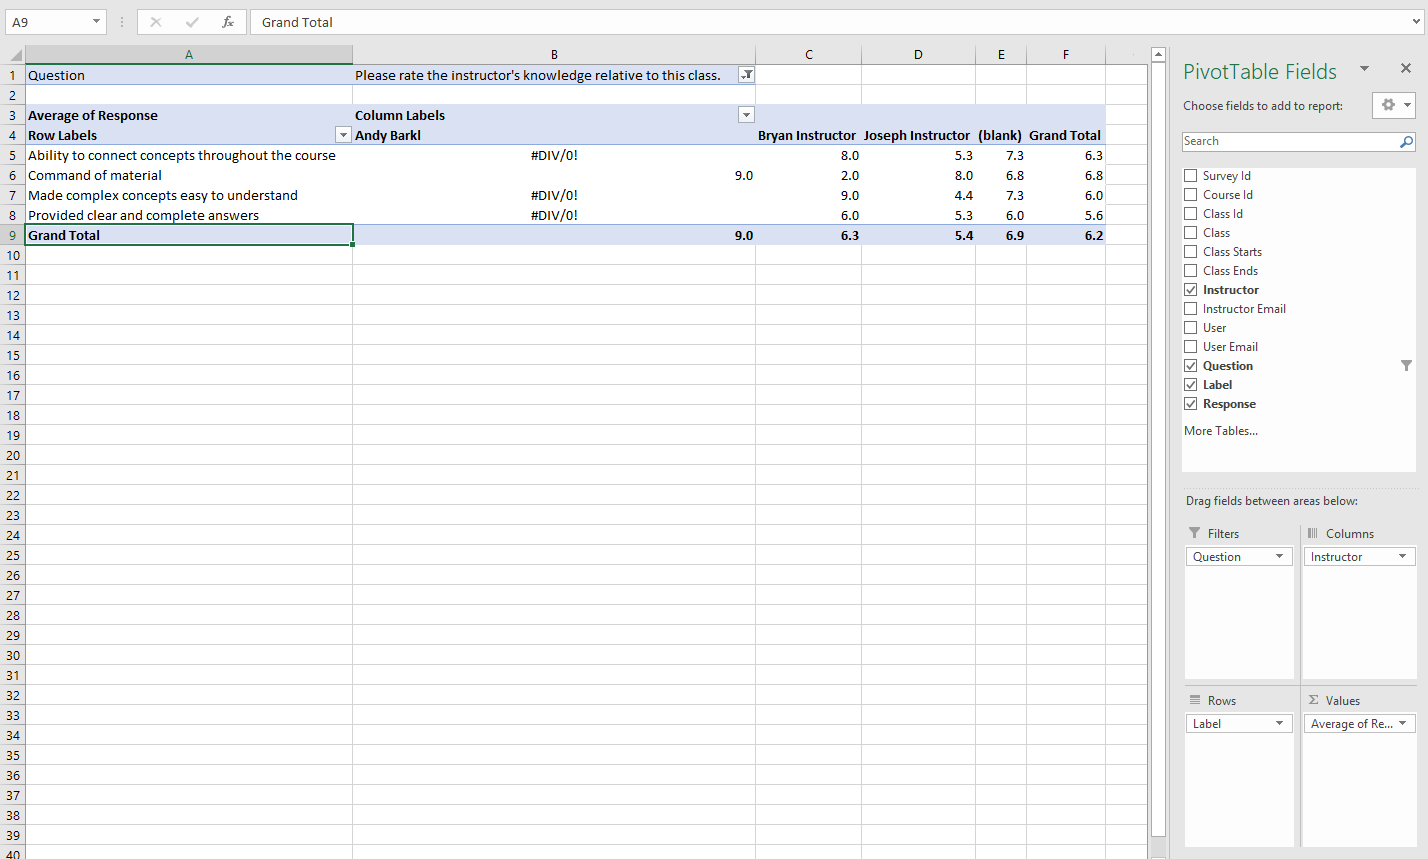 A9 fx Grand Total
A B C D E F
1 Question Please rate the instructor's knowledge relative to this class.
2
3 Average of Response Column Labels
4 Row Labels Andy Barkl Bryan Instructor Joseph Instructor (blank) Grand Total
5 Ability to connect concepts throughout the course #DIV/0! 8.0 5.3 7.3 6.3
6 Command of material 9.0 2.0 8.0 6.8 6.8
7 Made complex concepts easy to understand #DIV/0! 9.0 4.4 7.3 6.0
8 Provided clear and complete answers #DIV/0! 6.0 5.3 6.0 5.6
9 Grand Total 9.0 6.3 5.4 6.9 6.2
10
11
12
13
14
15
16
17
18
19
20
21
22
23
24
25
26
27
28
29
30
31
32
33
34
35
36
37
38
39
40
PivotTable Fields
Choose fields to add to report:
Search
Survey Id
Course Id
Class Id
Class
Class Starts
Class Ends
Instructor
Instructor Email
User
User Email
Question
Label
Response
More Tables...
Drag fields between areas below:
Filters
Question
Columns
Instructor
Rows
Label
Σ Values
Average of Re...